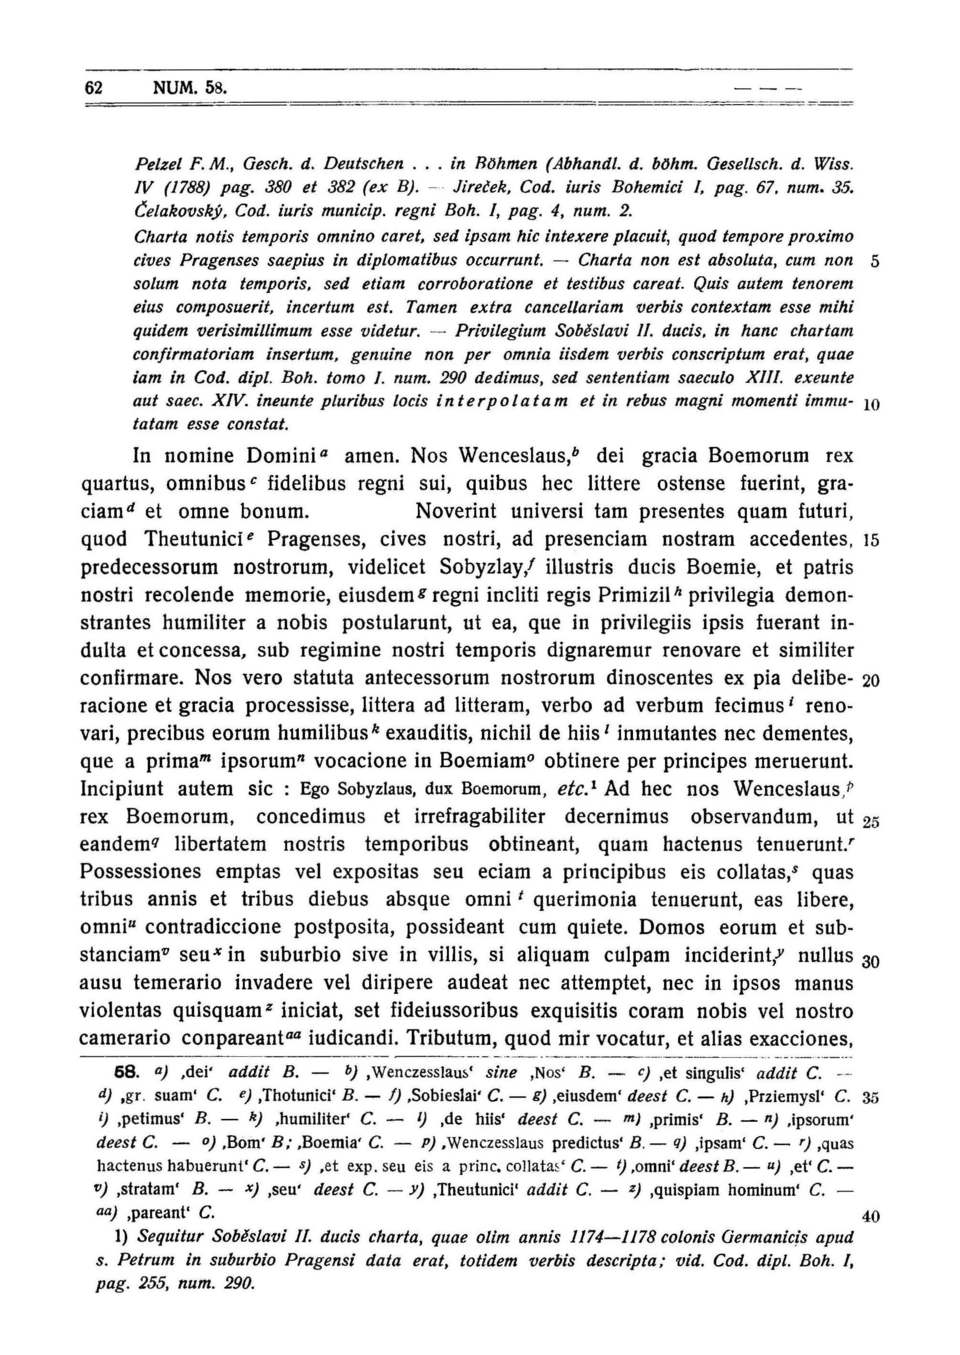 62 NUM. 58. — — —
Pelzel F. M., Gesch. d. Deutschen . . . in Böhmen (Abhandl. d. böhm. Gesellsch. d. Wiss.
IV (1788) pag. 380 et 382 (ex B). — Jireček, Cod. iuris Bohemici I, pag. 67, num. 35.
Čelakovský, Cod. iuris municip. regni Boh. I, pag. 4, num. 2.
Charta notis temporis omnino caret, sed ipsam hic intexere placuit, quod tempore proximo
cives Pragenses saepius in diplomatibus occurrunt. — Charta non est absoluta, cum non 5
solum nota temporis, sed etiam corroboratione et testibus careat. Quis autem tenorem
eius composuerit, incertum est. Tamen extra cancellariam verbis contextam esse mihi
quidem verisimillimum esse videtur. — Privilegium Soběslavi II. ducis, in hanc chartam
confirmatoriam insertum, genuine non per omnia iisdem verbis conscriptum erat, quae
iam in Cod. dipl. Boh. tomo I. num. 290 dedimus, sed sententiam saeculo XIII. exeunte
aut saec. XIV. ineunte pluribus locis interpolatam et in rebus magni momenti immu- 10
tatam esse constat.
In nomine Domini a amen. Nos Wenceslaus, b dei gracia Boemorum rex
quartus, omnibus c fidelibus regni sui, quibus hec littere ostense fuerint, gra-
ciam d et omne bonum. Noverint universi tam presentes quam futuri,
quod Theutunici e Pragenses, cives nostri, ad presenciam nostram accedentes, 15
predecessorum nostrorum, videlicet Sobyzlay, f illustris ducis Boemie, et patris
nostri recolende memorie, eiusdem g regni incliti regis Primizil h privilegia demon-
strantes humiliter a nobis postularunt, ut ea, que in privilegiis ipsis fuerant in-
dulta et concessa, sub regimine nostri temporis dignaremur renovare et similiter
confirmare. Nos vero statuta antecessorum nostrorum dinoscentes ex pia delibe- 20
racione et gracia processisse, littera ad litteram, verbo ad verbum fecimus i reno-
vari, precibus eorum humilibus k exauditis, nichil de hiis l inmutantes nec dementes,
que a prima m ipsorum n vocacione in Boemiam o obtinere per principes meruerunt.
Incipiunt autem sic : Ego Sobyzlaus, dux Boemorum, etc. 1 Ad hec nos Wenceslaus, p
rex Boemorum, concedimus et irrefragabiliter decernimus observandum, ut 25
eandem q libertatem nostris temporibus obtineant, quam hactenus tenuerunt. r
Possessiones emptas vel expositas seu eciam a principibus eis collatas, s quas
tribus annis et tribus diebus absque omni t querimonia tenuerunt, eas libere,
omni u contradiccione postposita, possideant cum quiete. Domos eorum et sub-
stanciam v seu x in suburbio sive in villis, si aliquam culpam inciderint, y nullus 30
ausu temerario invadere vel diripere audeat nec attemptet, nec in ipsos manus
violentas quisquam z iniciat, set fideiussoribus exquisitis coram nobis vel nostro
camerario conpareant aa iudicandi. Tributum, quod mir vocatur, et alias exacciones,
58. a) ‚dei‘ addit B. — b) ‚Wenczesslaus‘ sine ‚Nos‘ B. — c) ‚et singulis‘ addit C. —
d) ‚gr. suam‘ C. e) ‚Thotunici‘ B. — f) ‚Sobieslai‘ C. — g) ‚eiusdem‘ deest C. — h) ‚Prziemysl‘ C. 35
i) ‚petimus‘ B. — k) ‚humiliter‘ C. — l) ‚de hiis‘ deest C. — m) ‚primis‘ B. — n) ‚ipsorum‘
deest C. — o) ‚Bom‘ B; ‚Boemia‘ C. — p) ‚Wenczesslaus predictus‘ B. — q) ‚ipsam‘ C. — r) ‚quas
hactenus habuerunt‘ C. — s) ‚et exp. seu eis a princ. collatas‘ C. — t) ‚omni‘ deest B. — u) ‚et‘ C. —
v) ‚stratam‘ B. — x) ‚seu‘ deest C. — y) ‚Theutunici‘ addit C. — z) ‚quispiam hominum‘ C. —
aa) ‚pareant‘ C. 40
1) Sequitur Soběslavi II. ducis charta, quae olim annis 1174—1178 colonis Germanicis apud
s. Petrum in suburbio Pragensi data erat, totidem verbis descripta; vid. Cod. dipl. Boh. I,
pag. 255, num. 290.